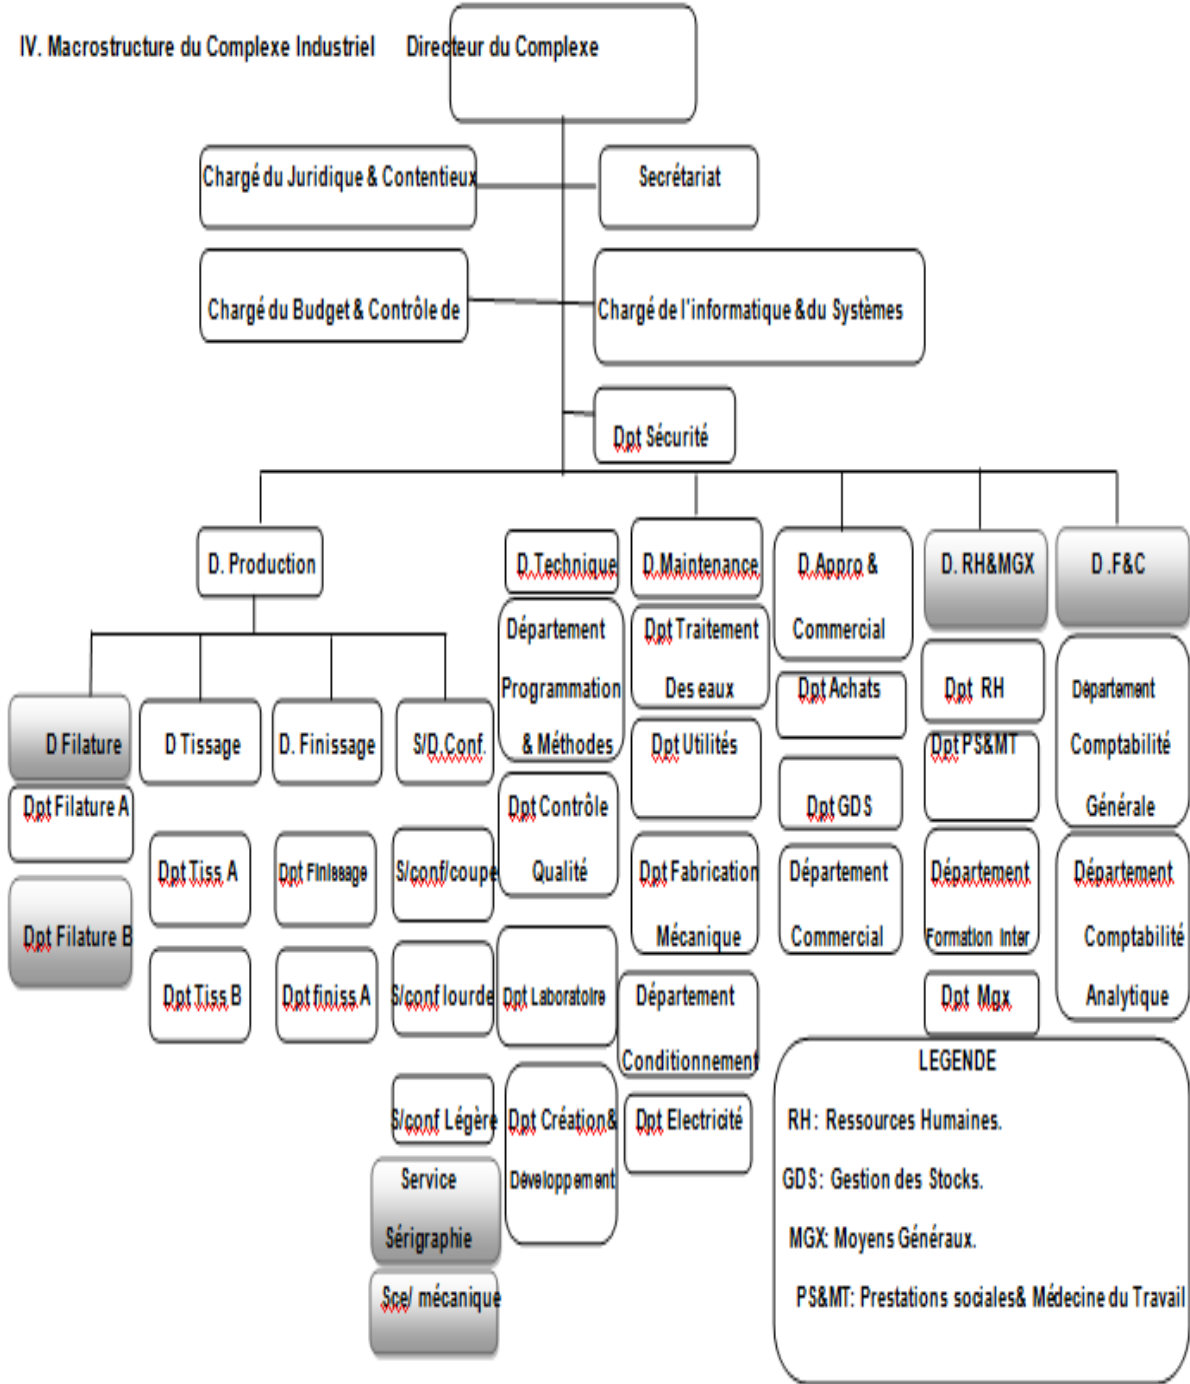 IV. Macrostructure du Complexe Industriel
Directeur du Complexe
Chargé du Juridique & Contentieux
Secrétariat
Chargé du Budget & Contrôle de
Chargé de l'informatique &du Systèmes
Dpt Sécurité
D. Production
D.Technique
D.Maintenance
D.Appro &
Commercial
D. RH&MGX
D .F&C
D Filature
D Tissage
D. Finissage
S/D.Conf.
Dpt Filature A
Dpt Filature B
Dpt Tiss A
Dpt Tiss B
Dpt Finissage
Dpt finiss A
S/conf/coupe
S/conf lourde
S/conf Légère
Service
Sérigraphie
Sce/ mécanique
Département
Programmation
& Méthodes
Dpt Contrôle
Qualité
Dpt Laboratoire
Dpt Création&
Développement
Dpt Traitement
Des eaux
Dpt Utilités
Dpt Fabrication
Mécanique
Département
Conditionnement
Dpt Electricité
Dpt Achats
Dpt GDS
Département
Commercial
Dpt RH
Dpt PS&MT
Département
Formation Inter
Dpt Mgx
Département
Comptabilité
Générale
Département
Comptabilité
Analytique
LEGENDE
RH: Ressources Humaines.
GDS: Gestion des Stocks.
MGX: Moyens Généraux.
PS&MT: Prestations sociales& Médecine du Travail